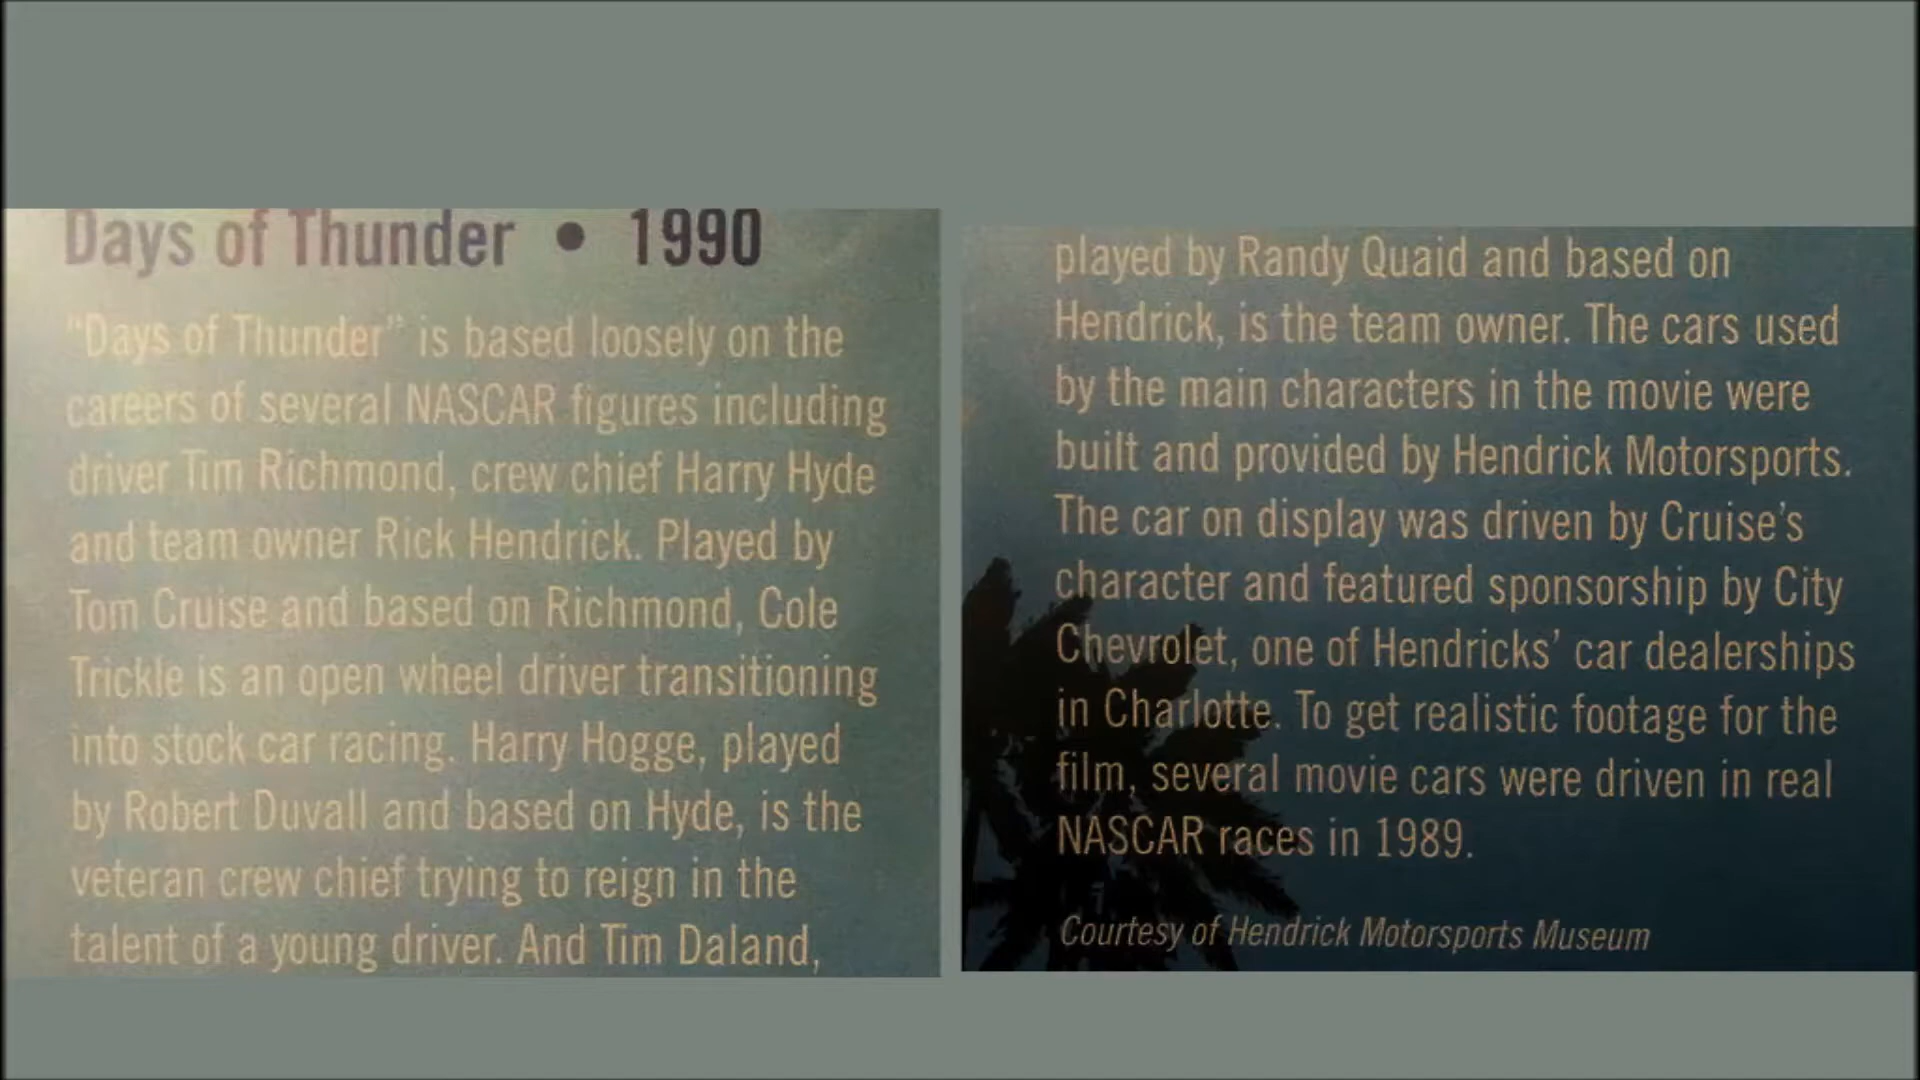 Days of Thunder • 1990
"Days of Thunder" is based loosely on the
careers of several NASCAR figures including
driver Tim Richmond, crew chief Harry Hyde
and team owner Rick Hendrick. Played by
Tom Cruise and based on Richmond, Cole
Trickle is an open wheel driver transitioning
into stock car racing. Harry Hogge, played
by Robert Duvall and based on Hyde, is the
veteran crew chief trying to reign in the
talent of a young driver. And Tim Daland,
played by Randy Quaid and based on
Hendrick, is the team owner. The cars used
by the main characters in the movie were
built and provided by Hendrick Motorsports.
The car on display was driven by Cruise's
character and featured sponsorship by City
Chevrolet, one of Hendricks' car dealerships
in Charlotte. To get realistic footage for the
film, several movie cars were driven in real
NASCAR races in 1989.
Courtesy of Hendrick Motorsports Museum